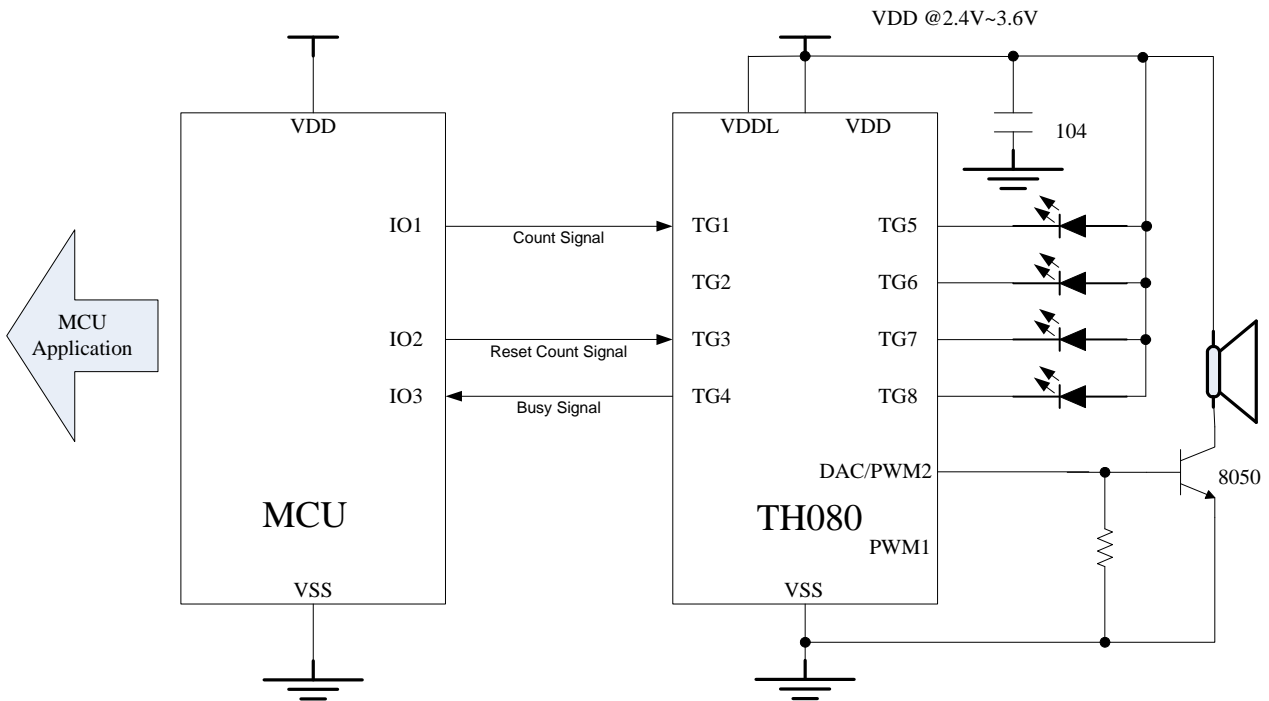 VDD @2.4V~3.6V
VDD
VDDL
VDD
104
IO1
Count Signal
TG1
TG5
TG2
TG6
MCU
Application
IO2
Reset Count Signal
TG3
TG7
IO3
Busy Signal
TG4
TG8
DAC/PWM2
8050
MCU
TH080
PWM1
VSS
VSS